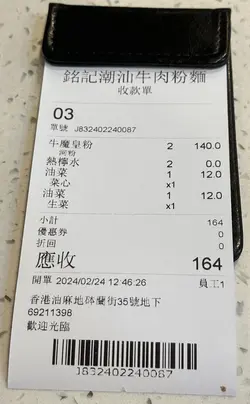 銘記潮汕牛肉粉麵
收款單
03
單號 J832402240087
牛魔皇粉 2 140.0
河粉
熱檸水 2 0.0
油菜 1 12.0
菜心 x1
油菜 1 12.0
生菜 x1
小計 164
優惠券 0
折回 0
應收 164
開單 2024/02/24 12:46:26 員工1
香港油麻地砵蘭街35號地下
69211398
歡迎光臨
J832402240087